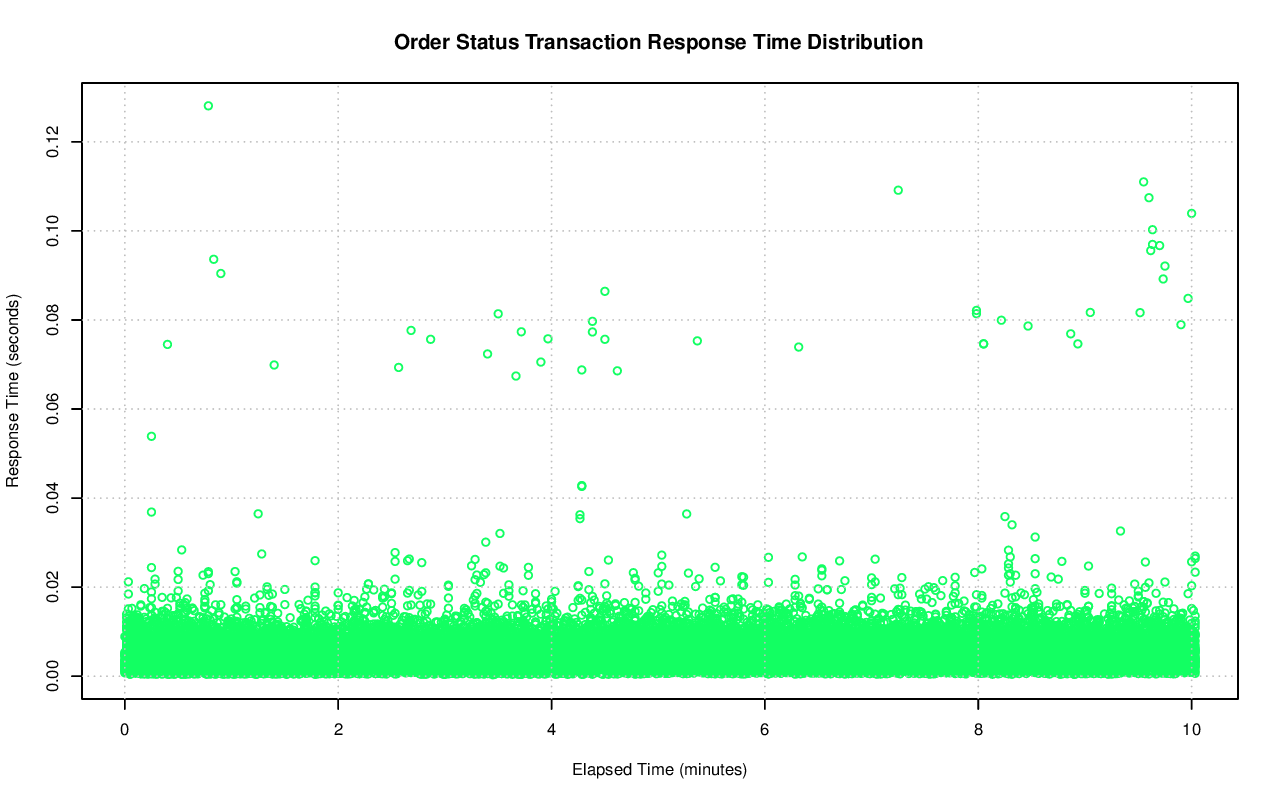 Order Status Transaction Response Time Distribution
Response Time (seconds)
0.12
0.10
0.08
0.06
0.04
0.02
0.00
0 2 4 6 8 10
Elapsed Time (minutes)